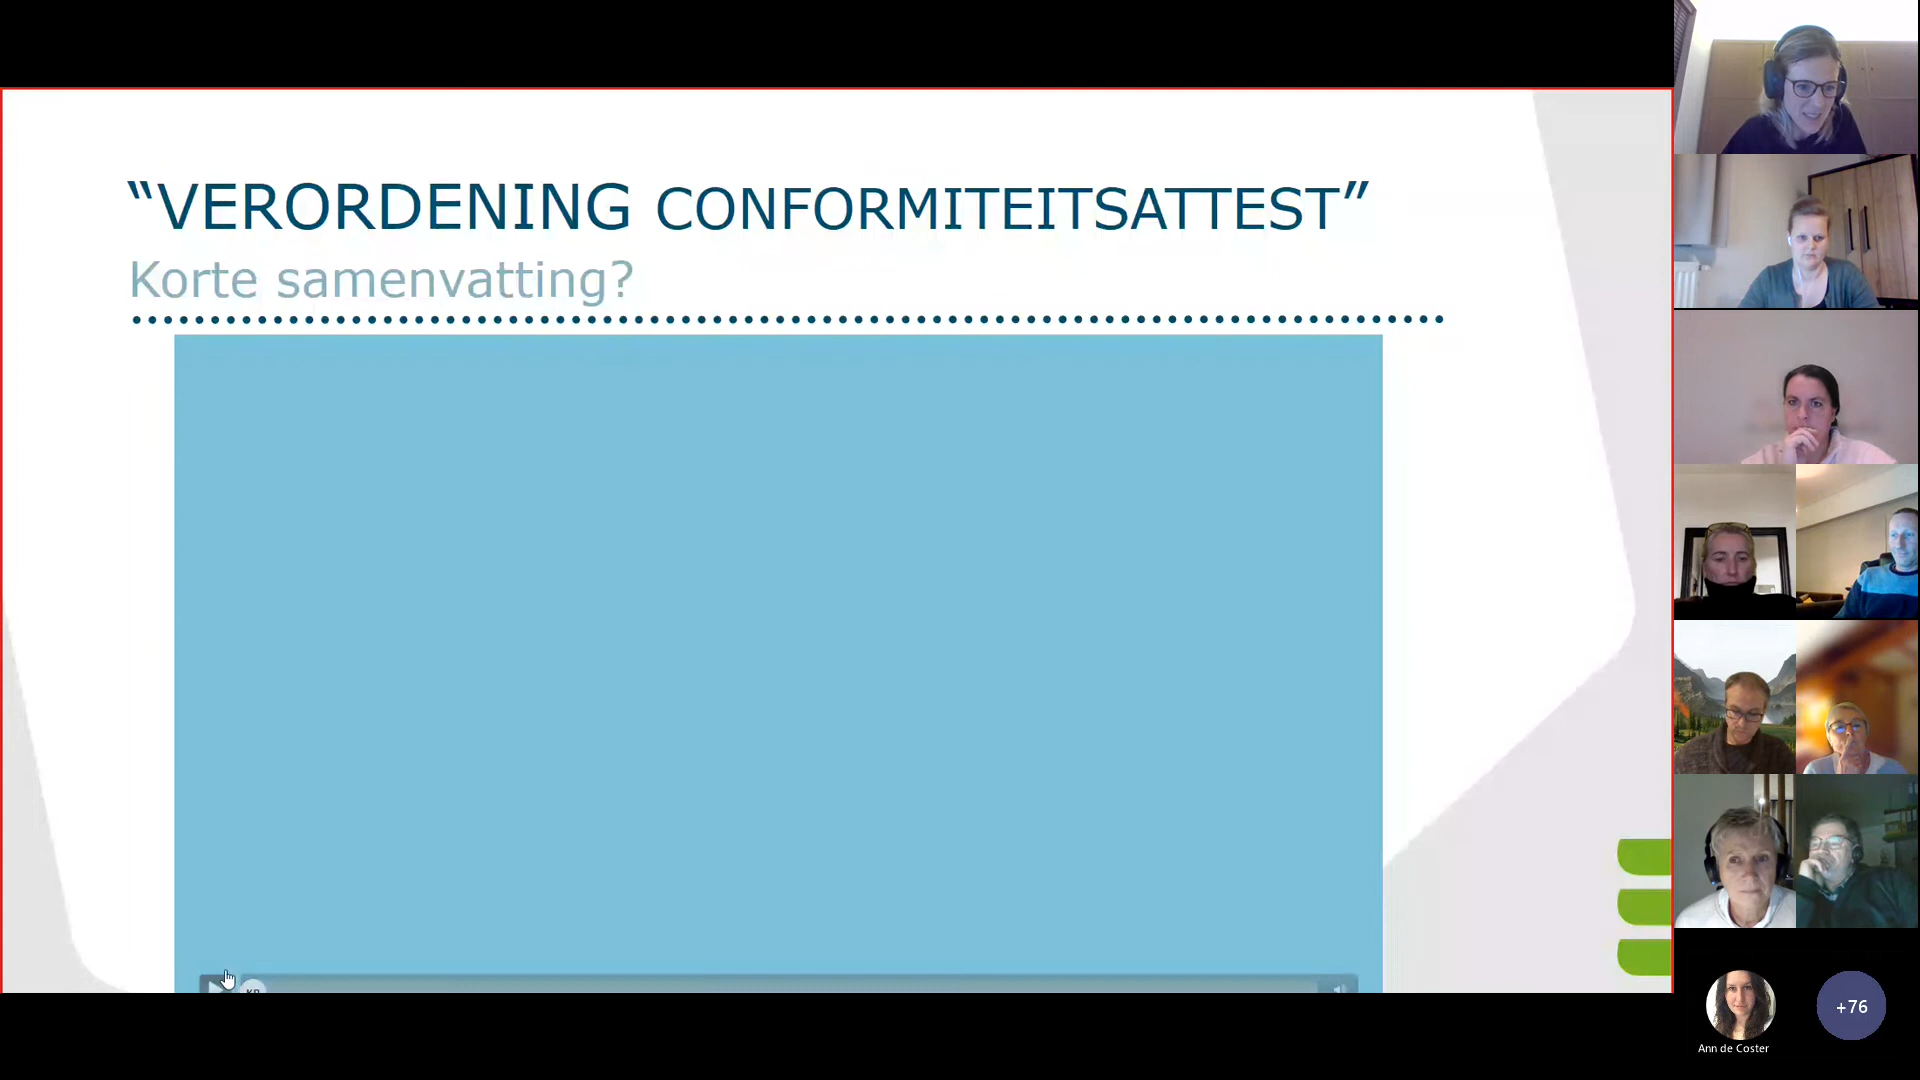 “VERORDENING CONFORMITEITSATTEST”
Korte samenvatting?
Ann de Coster
+76